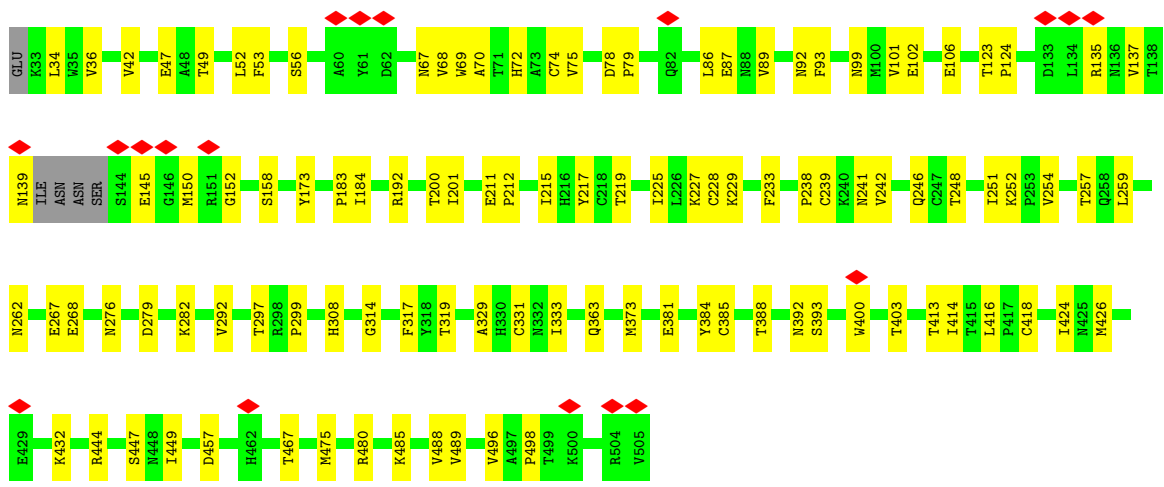 GLU K33 L34 W35 V36 V42 E47 A48 T49 L52 F53 S56 A60 Y61 D62 N67 V68 W69 A70 T71 H72 A73 C74 V75 D78 P79 Q82 L86 E87 N88 V89 N92 F93 N99 M100 V101 E102 E106 T123 P124 D133 L134 R135 N136 V137 T138
N139 ILE ASN ASN SER S144 E145 G146 M150 R151 G152 S158 Y173 P183 I184 R192 T200 I201 E211 P212 I215 H216 Y217 C218 T219 I225 L226 K227 C228 K229 F233 P238 C239 K240 N241 V242 Q246 C247 T248 I251 K252 P253 V254 T257 Q258 L259
N262 E267 E268 N276 D279 K282 V292 T297 R298 P299 H308 G314 F317 Y318 T319 A329 H330 C331 N332 I333 Q363 M373 E381 Y384 C385 T388 N392 S393 W400 T403 T413 I414 T415 L416 P417 C418 I424 N425 M426
E429 K432 R444 S447 N448 I449 D457 H462 T467 M475 R480 K485 V488 V489 V496 A497 P498 T499 K500 R504 V505